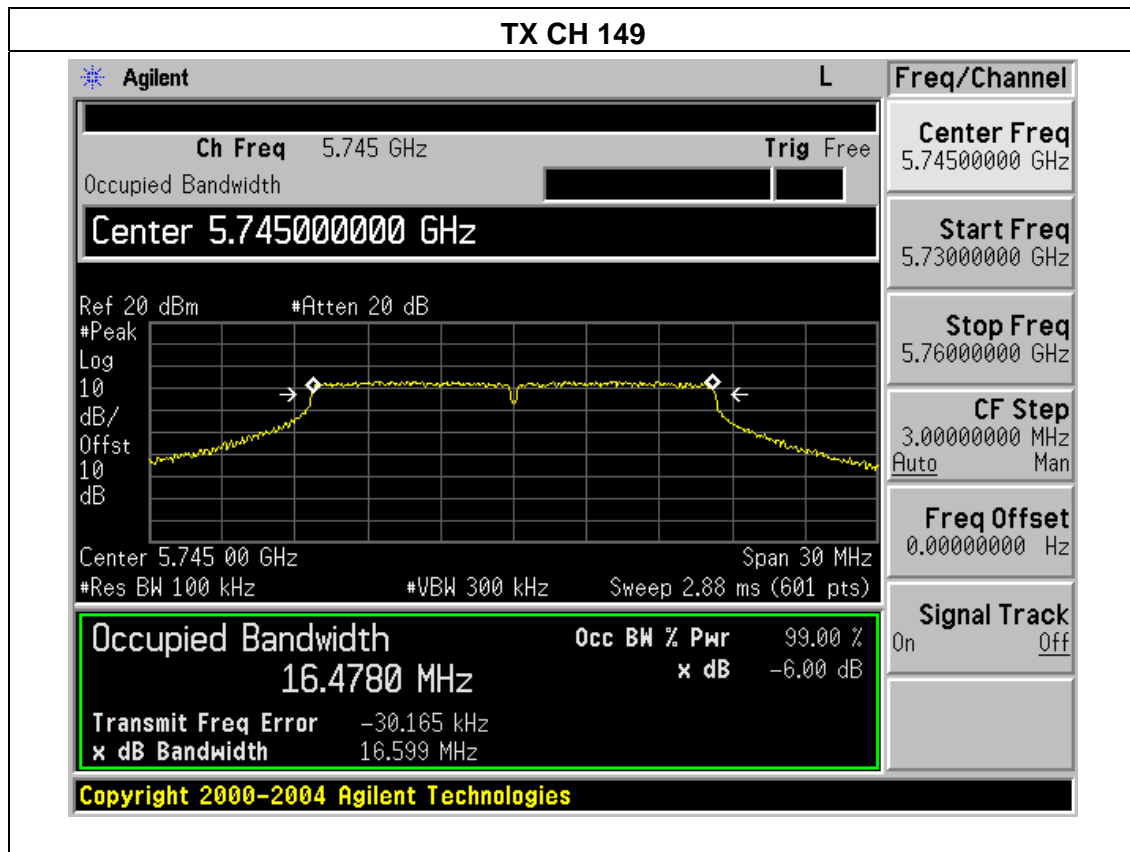 TX CH 149
Agilent L Freq/Channel
Ch Freq 5.745 GHz Trig Free
Occupied Bandwidth
Center 5.745000000 GHz
Ref 20 dBm #Atten 20 dB
#Peak
Log
10
dB/
Offst
10
dB
Center 5.745 00 GHz Span 30 MHz
#Res BW 100 kHz #VBW 300 kHz Sweep 2.88 ms (601 pts)
Occupied Bandwidth Occ BW % Pwr 99.00 %
16.4780 MHz x dB -6.00 dB
Transmit Freq Error -30.165 kHz
x dB Bandwidth 16.599 MHz
Copyright 2000-2004 Agilent Technologies
Center Freq
5.74500000 GHz
Start Freq
5.73000000 GHz
Stop Freq
5.76000000 GHz
CF Step
3.00000000 MHz
Auto Man
Freq Offset
0.00000000 Hz
Signal Track
On Off